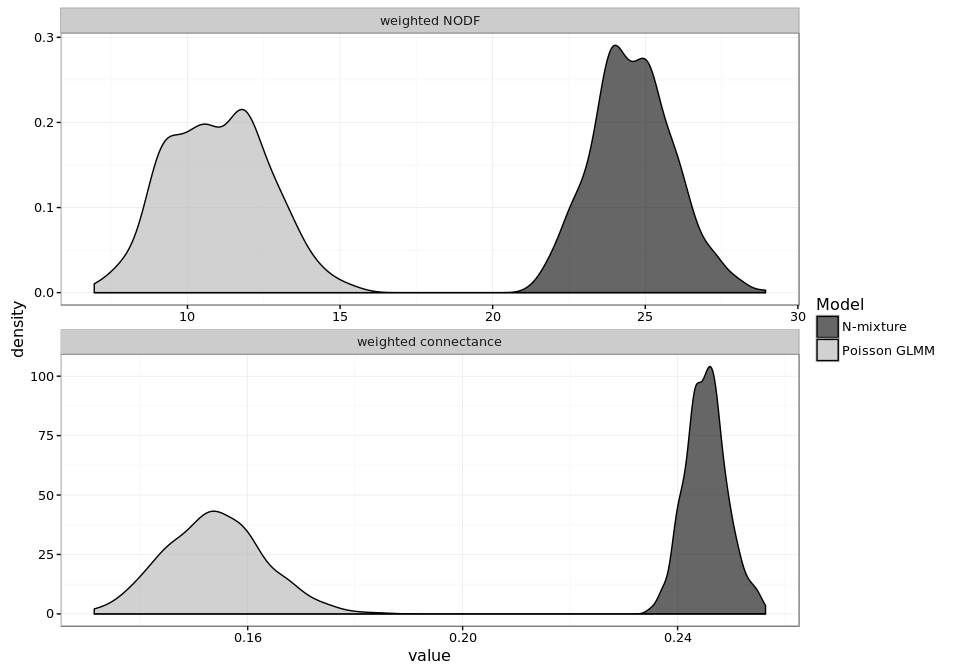 weighted NODF
0.3
0.2
0.1
0.0
10 15 20 25 30
density
weighted connectance
100
75
50
25
0
0.16 0.20 0.24
value
Model
N-mixture
Poisson GLMM